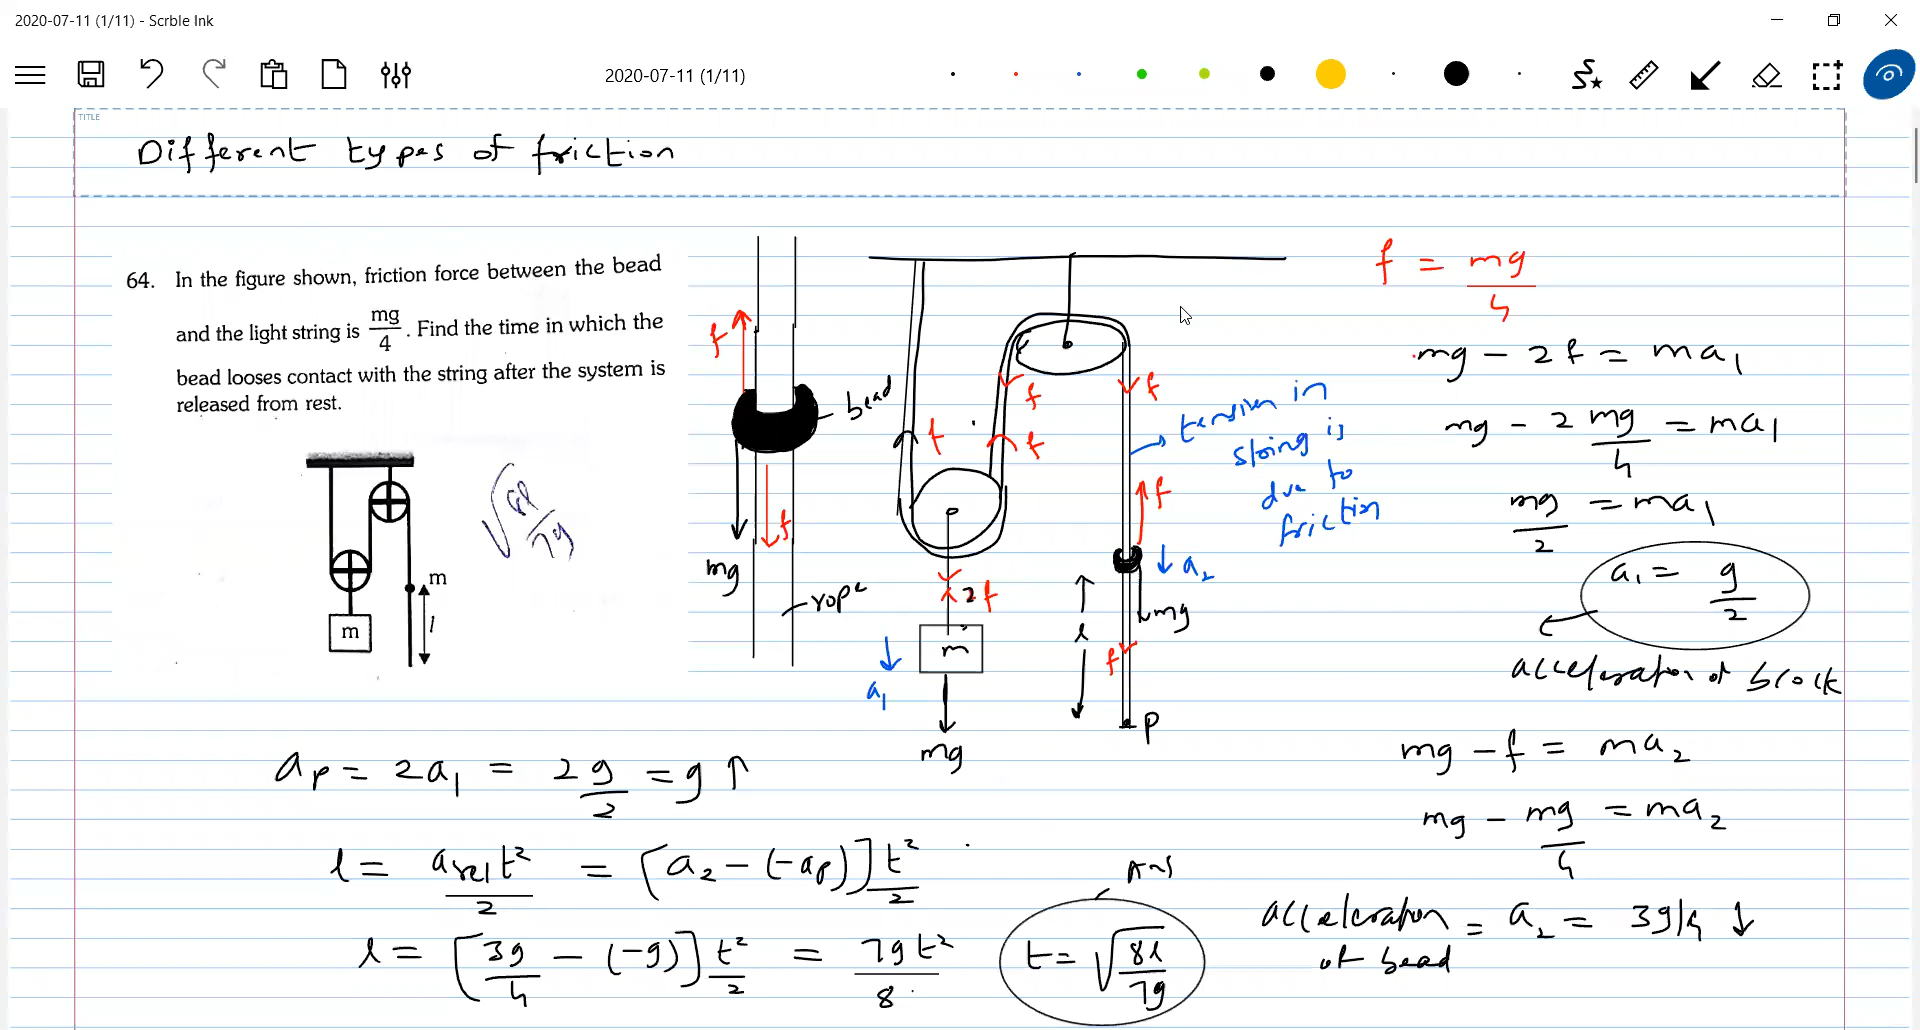 2020-07-11 (1/11) - Scrble Ink
2020-07-11 (1/11)
TITLE
Different types of friction
64. In the figure shown, friction force between the bead
and the light string is mg/4. Find the time in which the
bead looses contact with the string after the system is
released from rest.
m
m
l
√(8l/7g)
f
mg
f
bead
rope
f
f
f
f
2f
m
a₁
mg
tension in
string is
due to
friction
f
a₂
mg
l
f
P
f = mg/4
mg - 2f = ma₁
mg - 2 mg/4 = ma₁
mg/2 = ma₁
a₁ = g/2
acceleration of block
mg - f = ma₂
mg - mg/4 = ma₂
acceleration of bead = a₂ = 3g/4 ↓
aₚ = 2a₁ = 2g/2 = g ↑
l = a_rel t²/2 = [a₂ - (-aₚ)] t²/2
l = [3g/4 - (-g)] t²/2 = 7gt²/8
Ans
t = √(8l/7g)